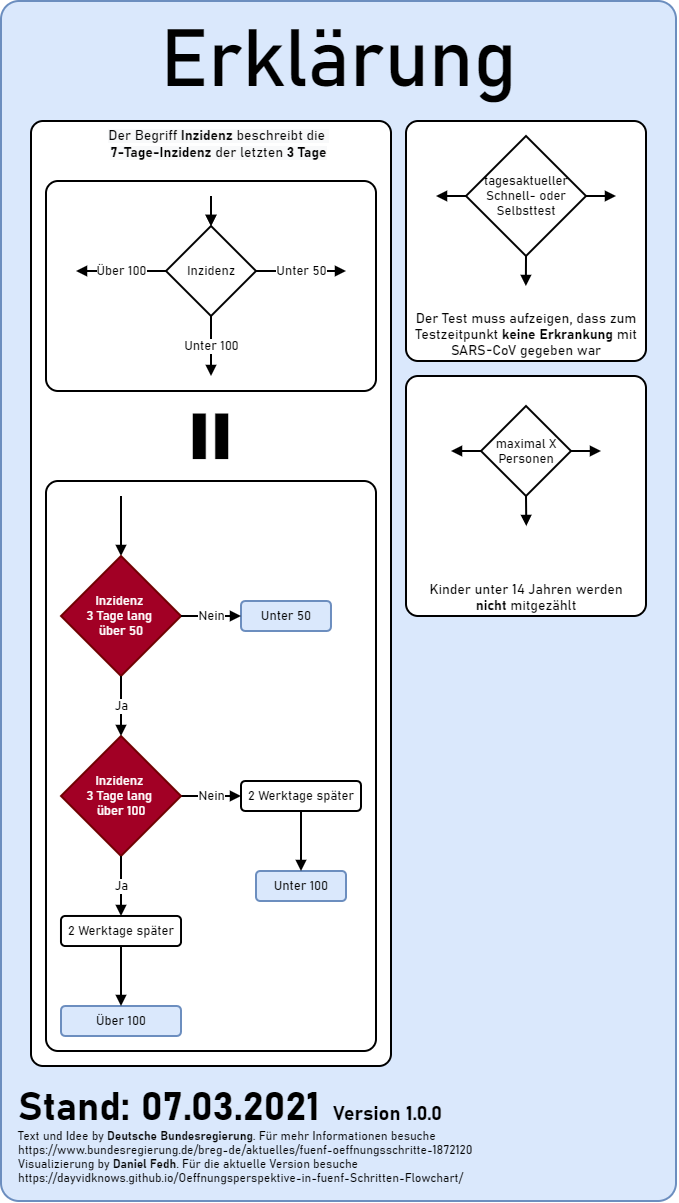 Erklärung
Der Begriff Inzidenz beschreibt die
7-Tage-Inzidenz der letzten 3 Tage
Inzidenz
Über 100
Unter 50
Unter 100
=
Inzidenz
3 Tage lang
über 50
Nein
Unter 50
Ja
Inzidenz
3 Tage lang
über 100
Nein
2 Werktage später
Unter 100
Ja
2 Werktage später
Über 100
tagesaktueller
Schnell- oder
Selbsttest
Der Test muss aufzeigen, dass zum
Testzeitpunkt keine Erkrankung mit
SARS-CoV gegeben war
maximal X
Personen
Kinder unter 14 Jahren werden
nicht mitgezählt
Stand: 07.03.2021 Version 1.0.0
Text und Idee by Deutsche Bundesregierung. Für mehr Informationen besuche
https://www.bundesregierung.de/breg-de/aktuelles/fuenf-oeffnungsschritte-1872120
Visualizierung by Daniel Fedh. Für die aktuelle Version besuche
https://dayvidknows.github.io/Oeffnungsperspektive-in-fuenf-Schritten-Flowchart/